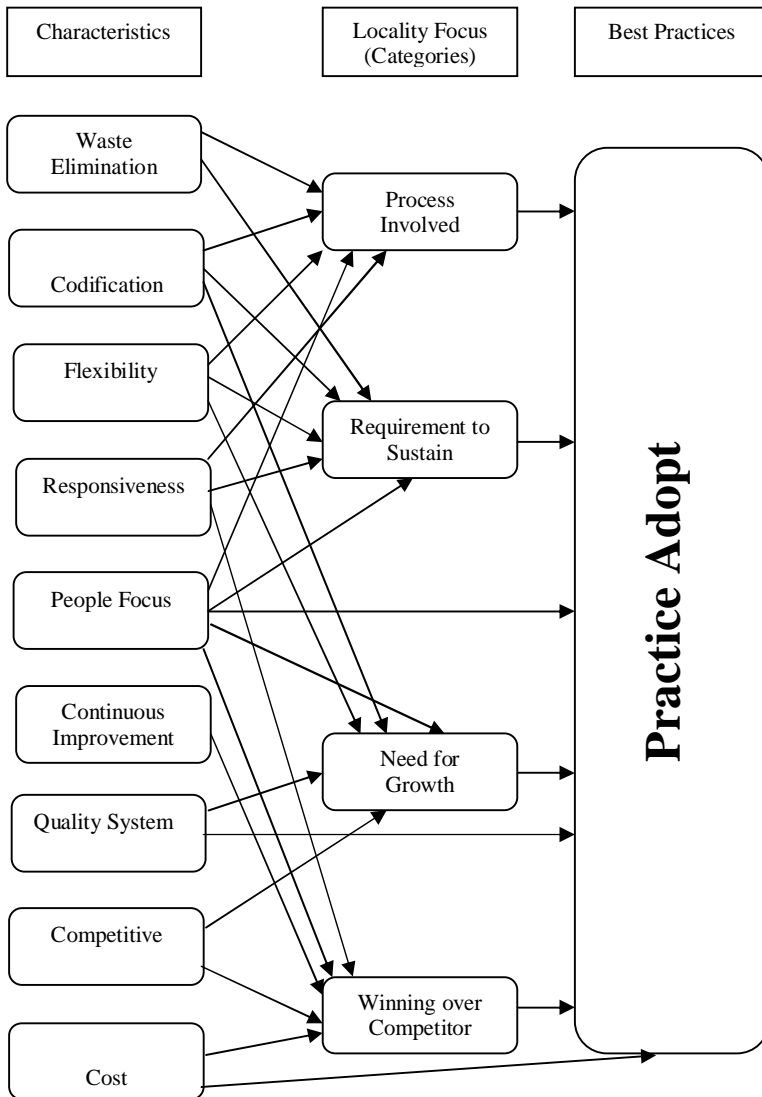 Characteristics
Locality Focus
(Categories)
Best Practices
Waste
Elimination
Codification
Flexibility
Responsiveness
People Focus
Continuous
Improvement
Quality System
Competitive
Cost
Process
Involved
Requirement to
Sustain
Need for
Growth
Winning over
Competitor
Practice Adopt